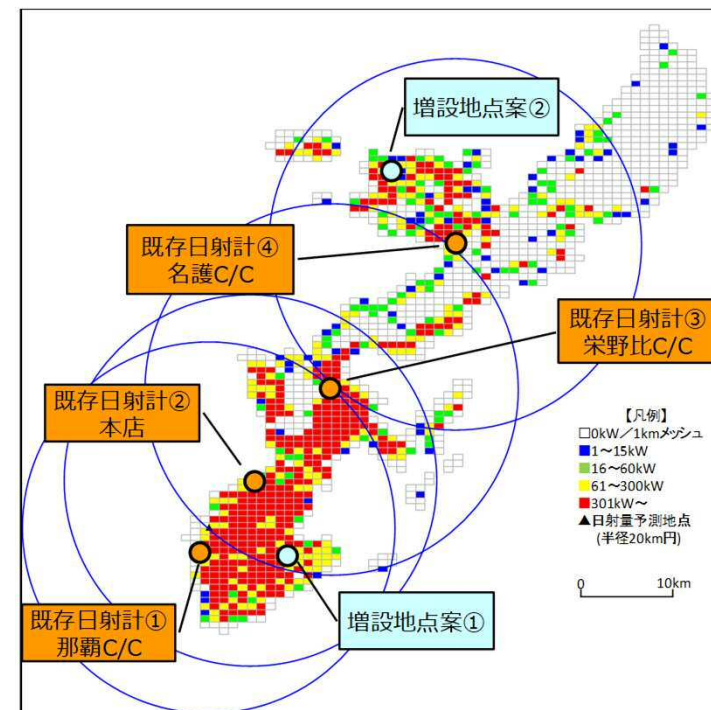 増設地点案②
既存日射計④
名護C/C
既存日射計③
栄野比C/C
既存日射計②
本店
【凡例】
□0kW/1kmメッシュ
■1～15kW
■16～60kW
■61～300kW
■301kW～
▲日射量予測地点
(半径20km円)
0 10km
既存日射計①
那覇C/C
増設地点案①